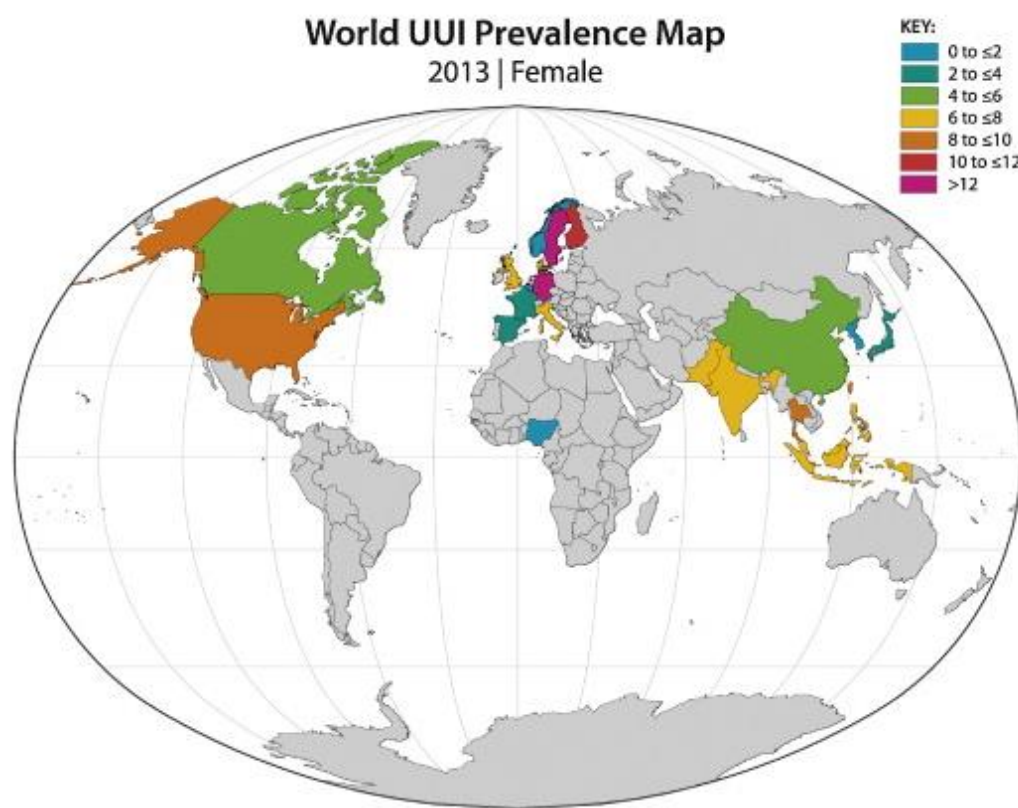 World UUI Prevalence Map
2013 | Female
KEY:
0 to ≤2
2 to ≤4
4 to ≤6
6 to ≤8
8 to ≤10
10 to ≤12
>12